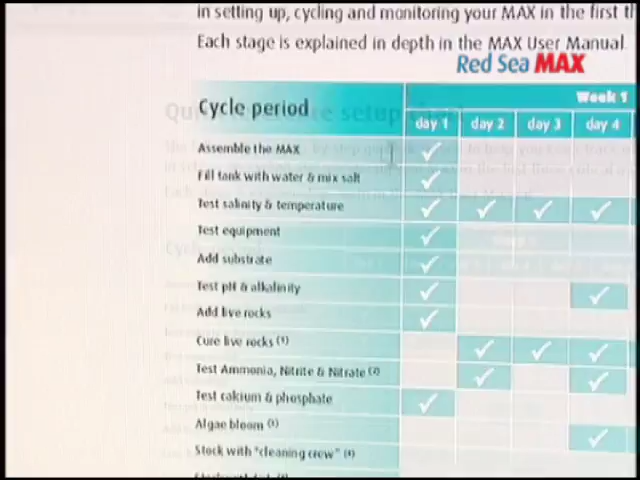 in setting up, cycling and monitoring your MAX in the first
Each stage is explained in depth in the MAX User Manual.
Red Sea MAX
Week 1
Cycle period
day 1 day 2 day 3 day 4
Assemble the MAX
Fill tank with water & mix salt
Test salinity & temperature
Test equipment
Add substrate
Test pH & alkalinity
Add live rocks
Cure live rocks (1)
Test Ammonia, Nitrite & Nitrate (2)
Test calcium & phosphate
Algae bloom
Stock with "cleaning crew"